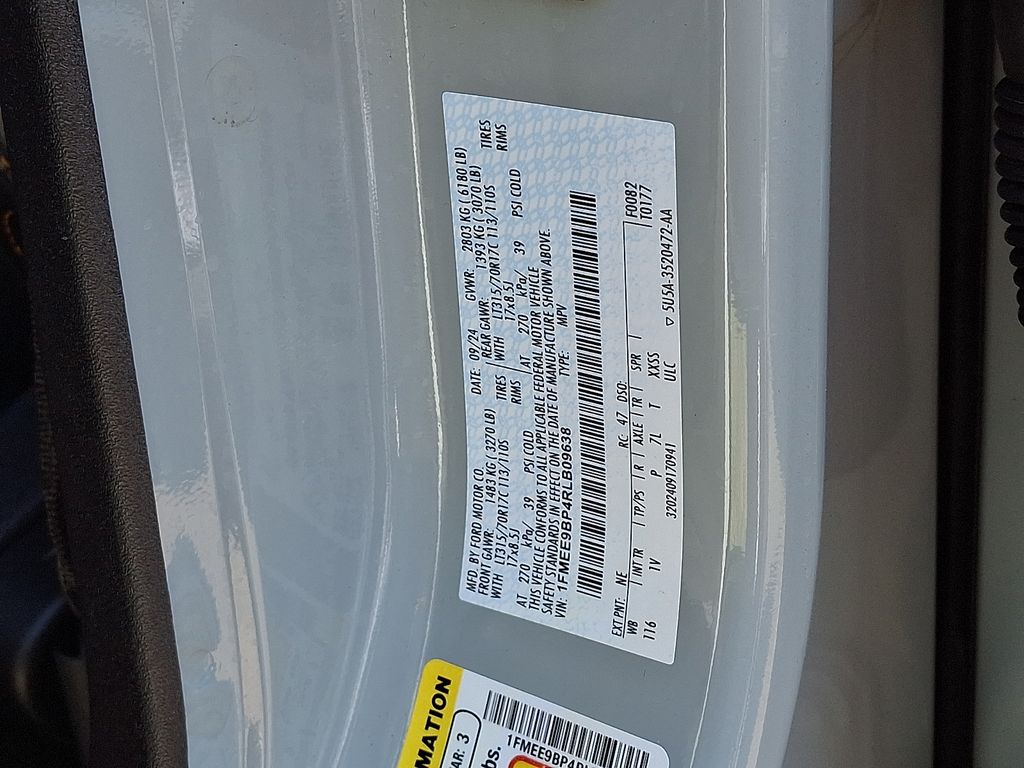 MFD. BY FORD MOTOR CO. DATE: 09/24 GVWR: 2803 KG ( 6180 LB)
FRONT GAWR: 1483 KG ( 3270 LB) REAR GAWR: 1393 KG ( 3070 LB)
WITH LT315/70R17C 113/110S TIRES WITH LT315/70R17C 113/110S TIRES
17x8.5J RIMS 17x8.5J RIMS
AT 270 kPa/ 39 PSI COLD AT 270 kPa/ 39 PSI COLD
THIS VEHICLE CONFORMS TO ALL APPLICABLE FEDERAL MOTOR VEHICLE
SAFETY STANDARDS IN EFFECT ON THE DATE OF MANUFACTURE SHOWN ABOVE.
VIN: 1FMEE9BP4RLB09638 TYPE: MPV
EXT PNT: NE RC: 47 DSO: F0082
WB INT TR TP/PS R AXLE TR SPR T0177
116 1V P 7L T XXSS
320240917094 ULC ▽ 5U5A-3520472-AA
MATION
AR: 3
bs.
1FMEE9BP4RL